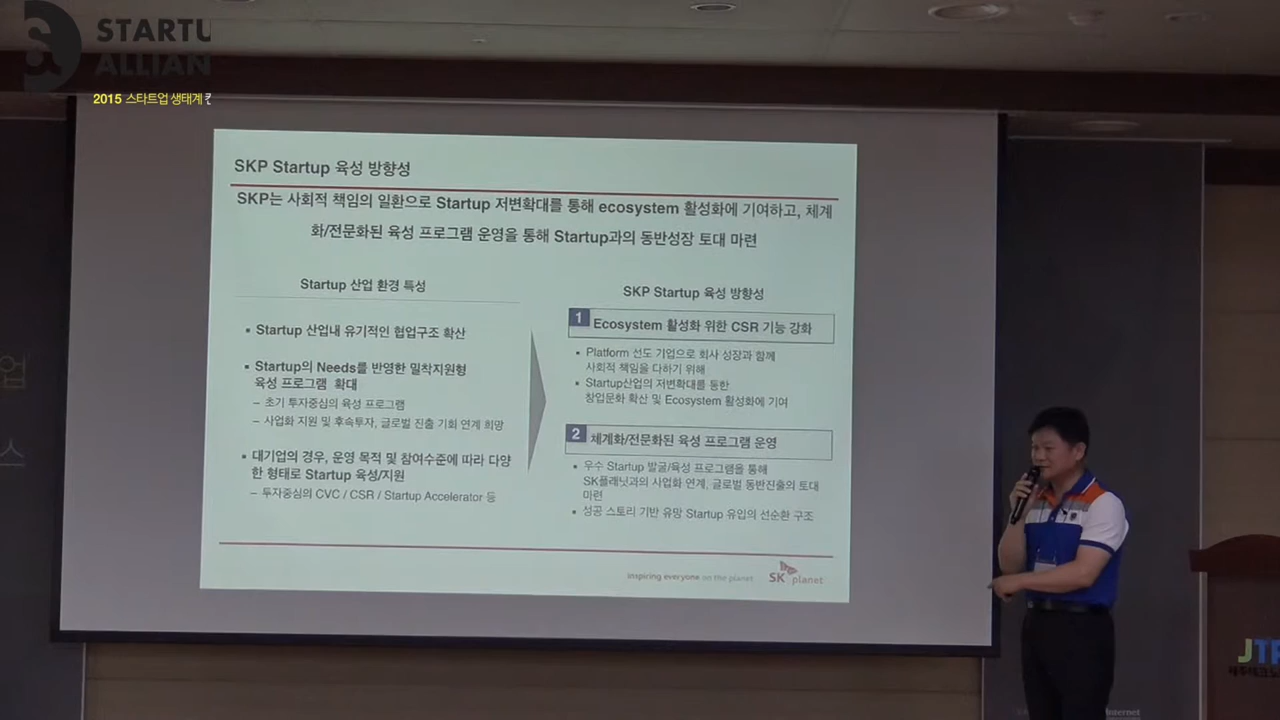 STARTU
ALLIAN
2015 스타트업 생태계 컨
SKP Startup 육성 방향성
SKP는 사회적 책임의 일환으로 Startup 저변확대를 통해 ecosystem 활성화에 기여하고, 체계
화/전문화된 육성 프로그램 운영을 통해 Startup과의 동반성장 토대 마련
Startup 산업 환경 특성
▪ Startup 산업내 유기적인 협업구조 확산
▪ Startup의 Needs를 반영한 밀착지원형
육성 프로그램 확대
– 초기 투자중심의 육성 프로그램
– 사업화 지원 및 후속투자, 글로벌 진출 기회 연계 희망
▪ 대기업의 경우, 운영 목적 및 참여수준에 따라 다양
한 형태로 Startup 육성/지원
– 투자중심의 CVC / CSR / Startup Accelerator 등
SKP Startup 육성 방향성
1 Ecosystem 활성화 위한 CSR 기능 강화
▪ Platform 선도 기업으로 회사 성장과 함께
사회적 책임을 다하기 위해
▪ Startup산업의 저변확대를 통한
창업문화 확산 및 Ecosystem 활성화에 기여
2 체계화/전문화된 육성 프로그램 운영
▪ 우수 Startup 발굴/육성 프로그램을 통해
SK플래닛과의 사업화 연계, 글로벌 동반진출의 토대
마련
▪ 성공 스토리 기반 유망 Startup 유입의 선순환 구조
inspiring everyone on the planet
SK planet
업
스
JTP
제주테크노
Internet